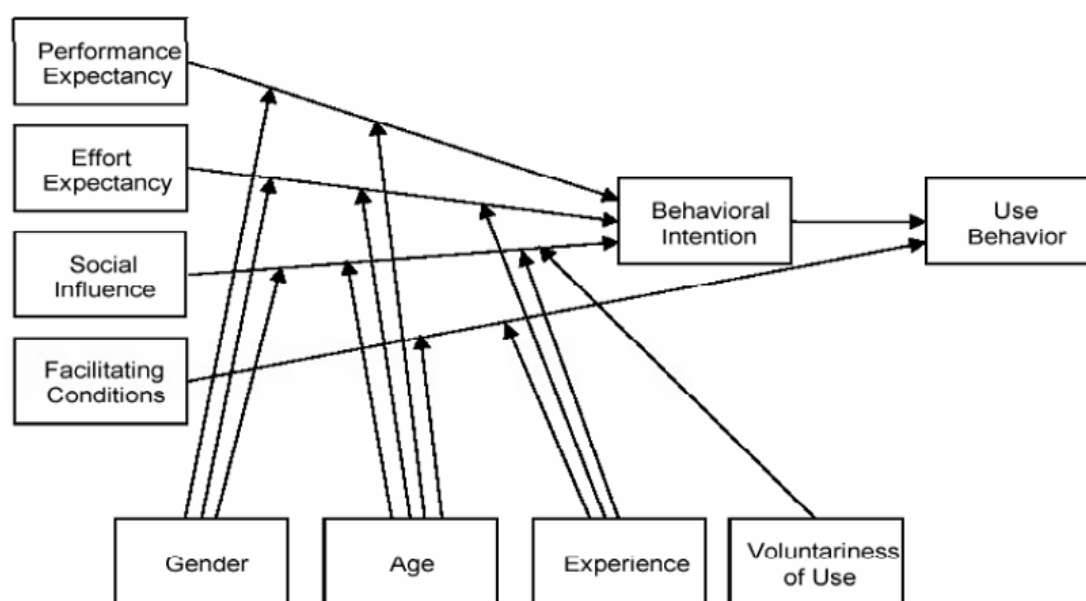 Performance
Expectancy
Effort
Expectancy
Social
Influence
Facilitating
Conditions
Behavioral
Intention
Use
Behavior
Gender
Age
Experience
Voluntariness
of Use